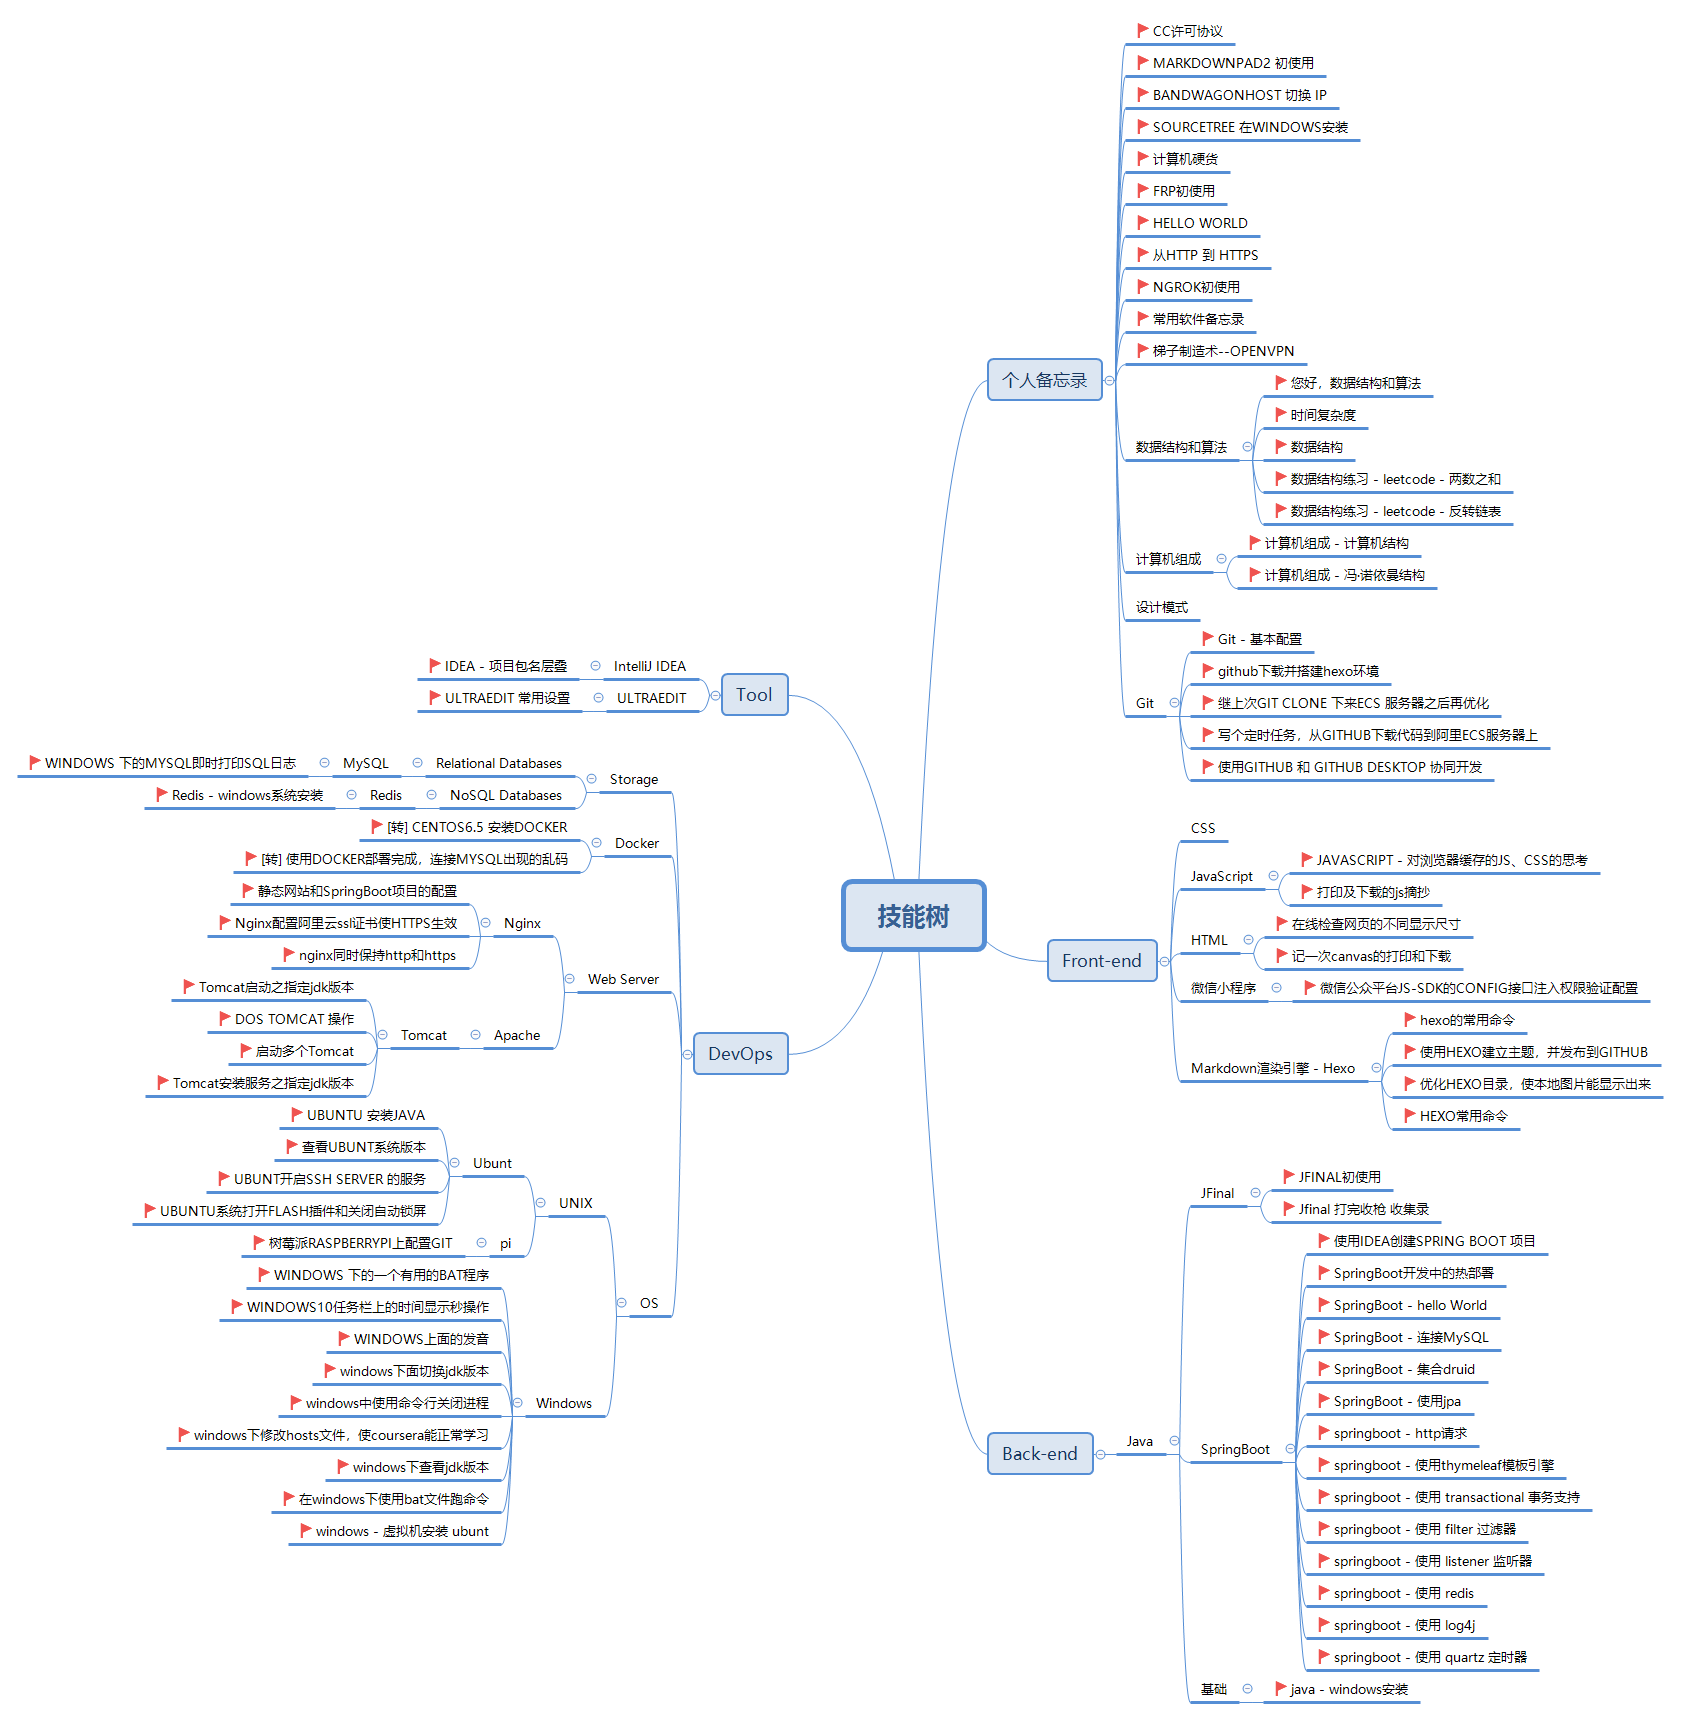 技能树
个人备忘录
CC许可协议
MARKDOWNPAD2 初使用
BANDWAGONHOST 切换 IP
SOURCETREE 在WINDOWS安装
计算机硬货
FRP初使用
HELLO WORLD
从HTTP 到 HTTPS
NGROK初使用
常用软件备忘录
梯子制造术--OPENVPN
数据结构和算法
您好，数据结构和算法
时间复杂度
数据结构
数据结构练习 - leetcode - 两数之和
数据结构练习 - leetcode - 反转链表
计算机组成
计算机组成 - 计算机结构
计算机组成 - 冯·诺依曼结构
设计模式
Git
Git - 基本配置
github下载并搭建hexo环境
继上次GIT CLONE 下来ECS 服务器之后再优化
写个定时任务，从GITHUB下载代码到阿里ECS服务器上
使用GITHUB 和 GITHUB DESKTOP 协同开发
Front-end
CSS
JavaScript
JAVASCRIPT - 对浏览器缓存的JS、CSS的思考
打印及下载的js摘抄
HTML
在线检查网页的不同显示尺寸
记一次canvas的打印和下载
微信小程序
微信公众平台JS-SDK的CONFIG接口注入权限验证配置
Markdown渲染引擎 - Hexo
hexo的常用命令
使用HEXO建立主题，并发布到GITHUB
优化HEXO目录，使本地图片能显示出来
HEXO常用命令
Back-end
Java
JFinal
JFINAL初使用
Jfinal 打完收枪 收集录
SpringBoot
使用IDEA创建SPRING BOOT 项目
SpringBoot开发中的热部署
SpringBoot - hello World
SpringBoot - 连接MySQL
SpringBoot - 集合druid
SpringBoot - 使用jpa
springboot - http请求
springboot - 使用thymeleaf模板引擎
springboot - 使用 transactional 事务支持
springboot - 使用 filter 过滤器
springboot - 使用 listener 监听器
springboot - 使用 redis
springboot - 使用 log4j
springboot - 使用 quartz 定时器
基础
java - windows安装
Tool
IntelliJ IDEA
IDEA - 项目包名层叠
ULTRAEDIT
ULTRAEDIT 常用设置
DevOps
Storage
Relational Databases
MySQL
WINDOWS 下的MYSQL即时打印SQL日志
NoSQL Databases
Redis
Redis - windows系统安装
Docker
[转] CENTOS6.5 安装DOCKER
[转] 使用DOCKER部署完成，连接MYSQL出现的乱码
Web Server
Nginx
静态网站和SpringBoot项目的配置
Nginx配置阿里云ssl证书使HTTPS生效
nginx同时保持http和https
Apache
Tomcat
Tomcat启动之指定jdk版本
DOS TOMCAT 操作
启动多个Tomcat
Tomcat安装服务之指定jdk版本
OS
UNIX
Ubunt
UBUNTU 安装JAVA
查看UBUNT系统版本
UBUNT开启SSH SERVER 的服务
UBUNTU系统打开FLASH插件和关闭自动锁屏
pi
树莓派RASPBERRYPI上配置GIT
Windows
WINDOWS 下的一个有用的BAT程序
WINDOWS10任务栏上的时间显示秒操作
WINDOWS上面的发音
windows下面切换jdk版本
windows中使用命令行关闭进程
windows下修改hosts文件，使coursera能正常学习
windows下查看jdk版本
在windows下使用bat文件跑命令
windows - 虚拟机安装 ubunt